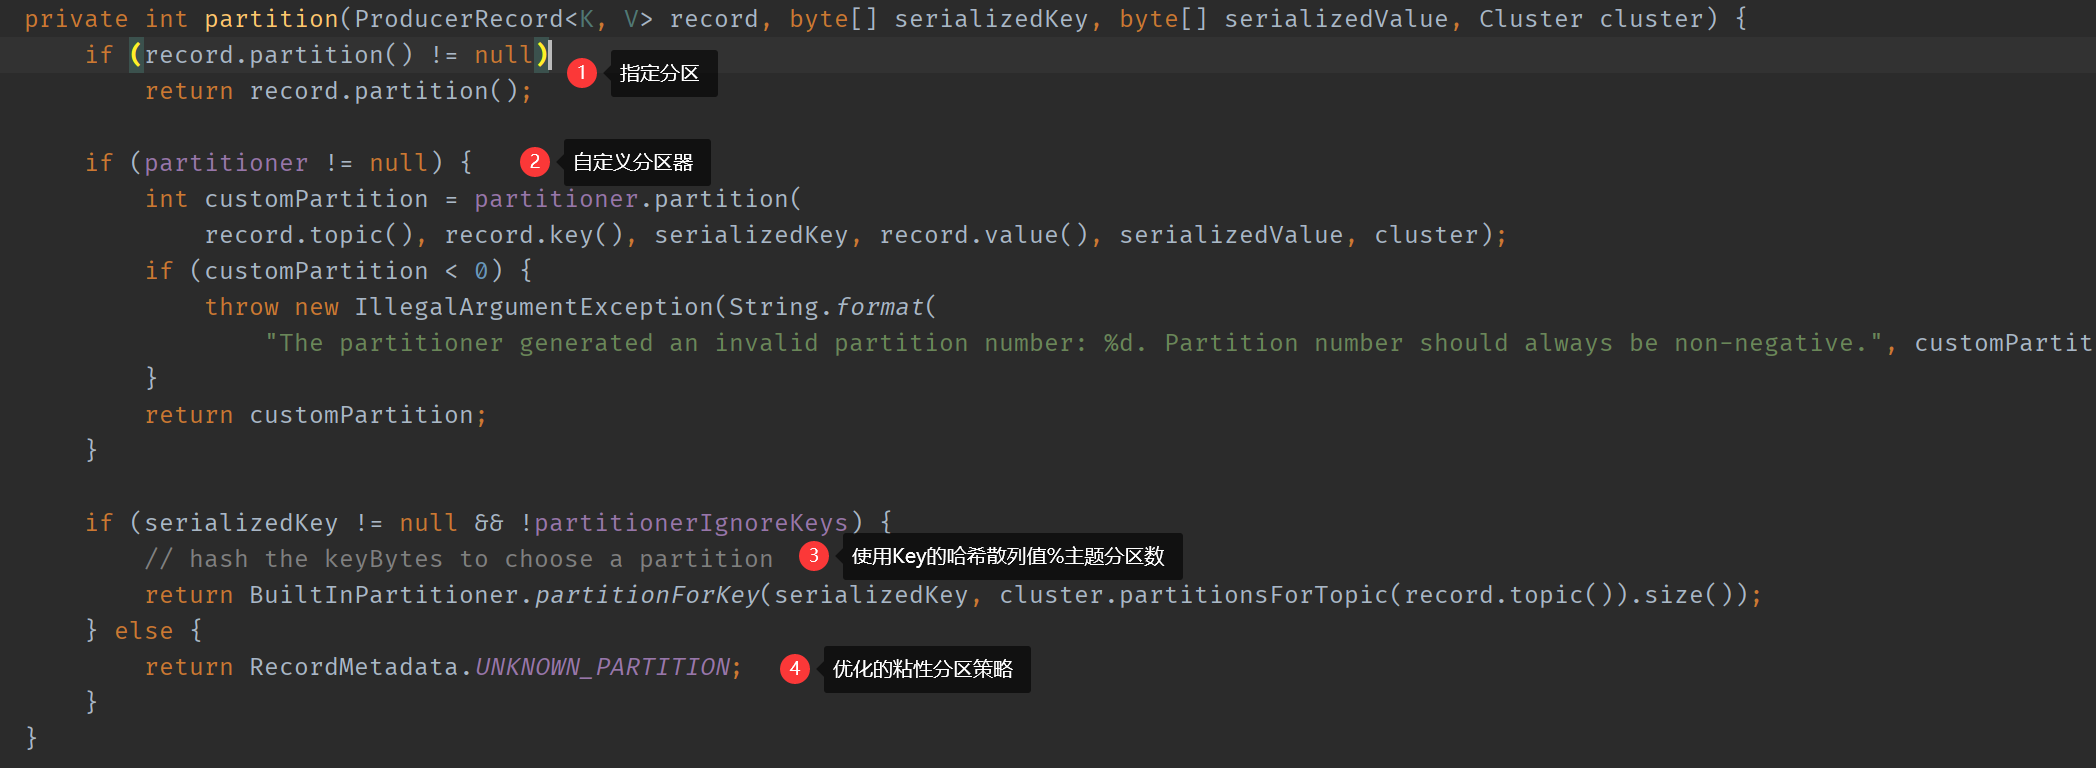 private int partition(ProducerRecord<K, V> record, byte[] serializedKey, byte[] serializedValue, Cluster cluster) {
if (record.partition() != null)
1 指定分区
return record.partition();
if (partitioner != null) { 2 自定义分区器
int customPartition = partitioner.partition(
record.topic(), record.key(), serializedKey, record.value(), serializedValue, cluster);
if (customPartition < 0) {
throw new IllegalArgumentException(String.format(
"The partitioner generated an invalid partition number: %d. Partition number should always be non-negative.", customPartit
}
return customPartition;
}
if (serializedKey != null && !partitionerIgnoreKeys) {
// hash the keyBytes to choose a partition 3 使用Key的哈希散列值%主题分区数
return BuiltInPartitioner.partitionForKey(serializedKey, cluster.partitionsForTopic(record.topic()).size());
} else {
return RecordMetadata.UNKNOWN_PARTITION; 4 优化的粘性分区策略
}
}